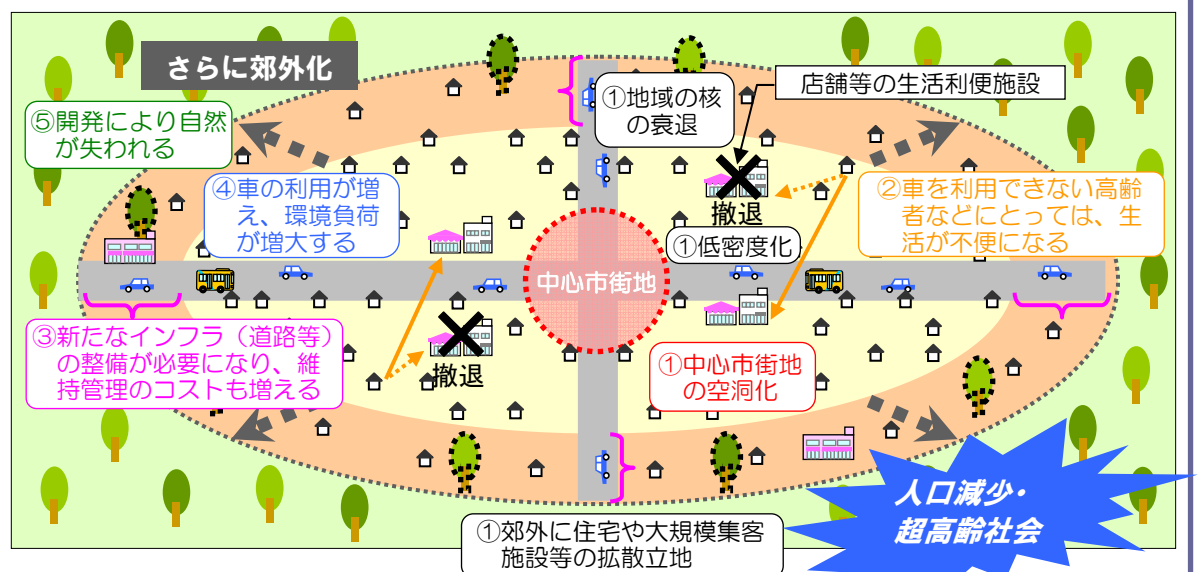 さらに郊外化
店舗等の生活利便施設
①地域の核
の衰退
⑤開発により自然
が失われる
④車の利用が増
え、環境負荷
が増大する
撤退
②車を利用できない高齢
者などにとっては、生
活が不便になる
①低密度化
中心市街地
③新たなインフラ（道路等）
の整備が必要になり、維
持管理のコストも増える
撤退
①中心市街地
の空洞化
人口減少・
超高齢社会
①郊外に住宅や大規模集客
施設等の拡散立地